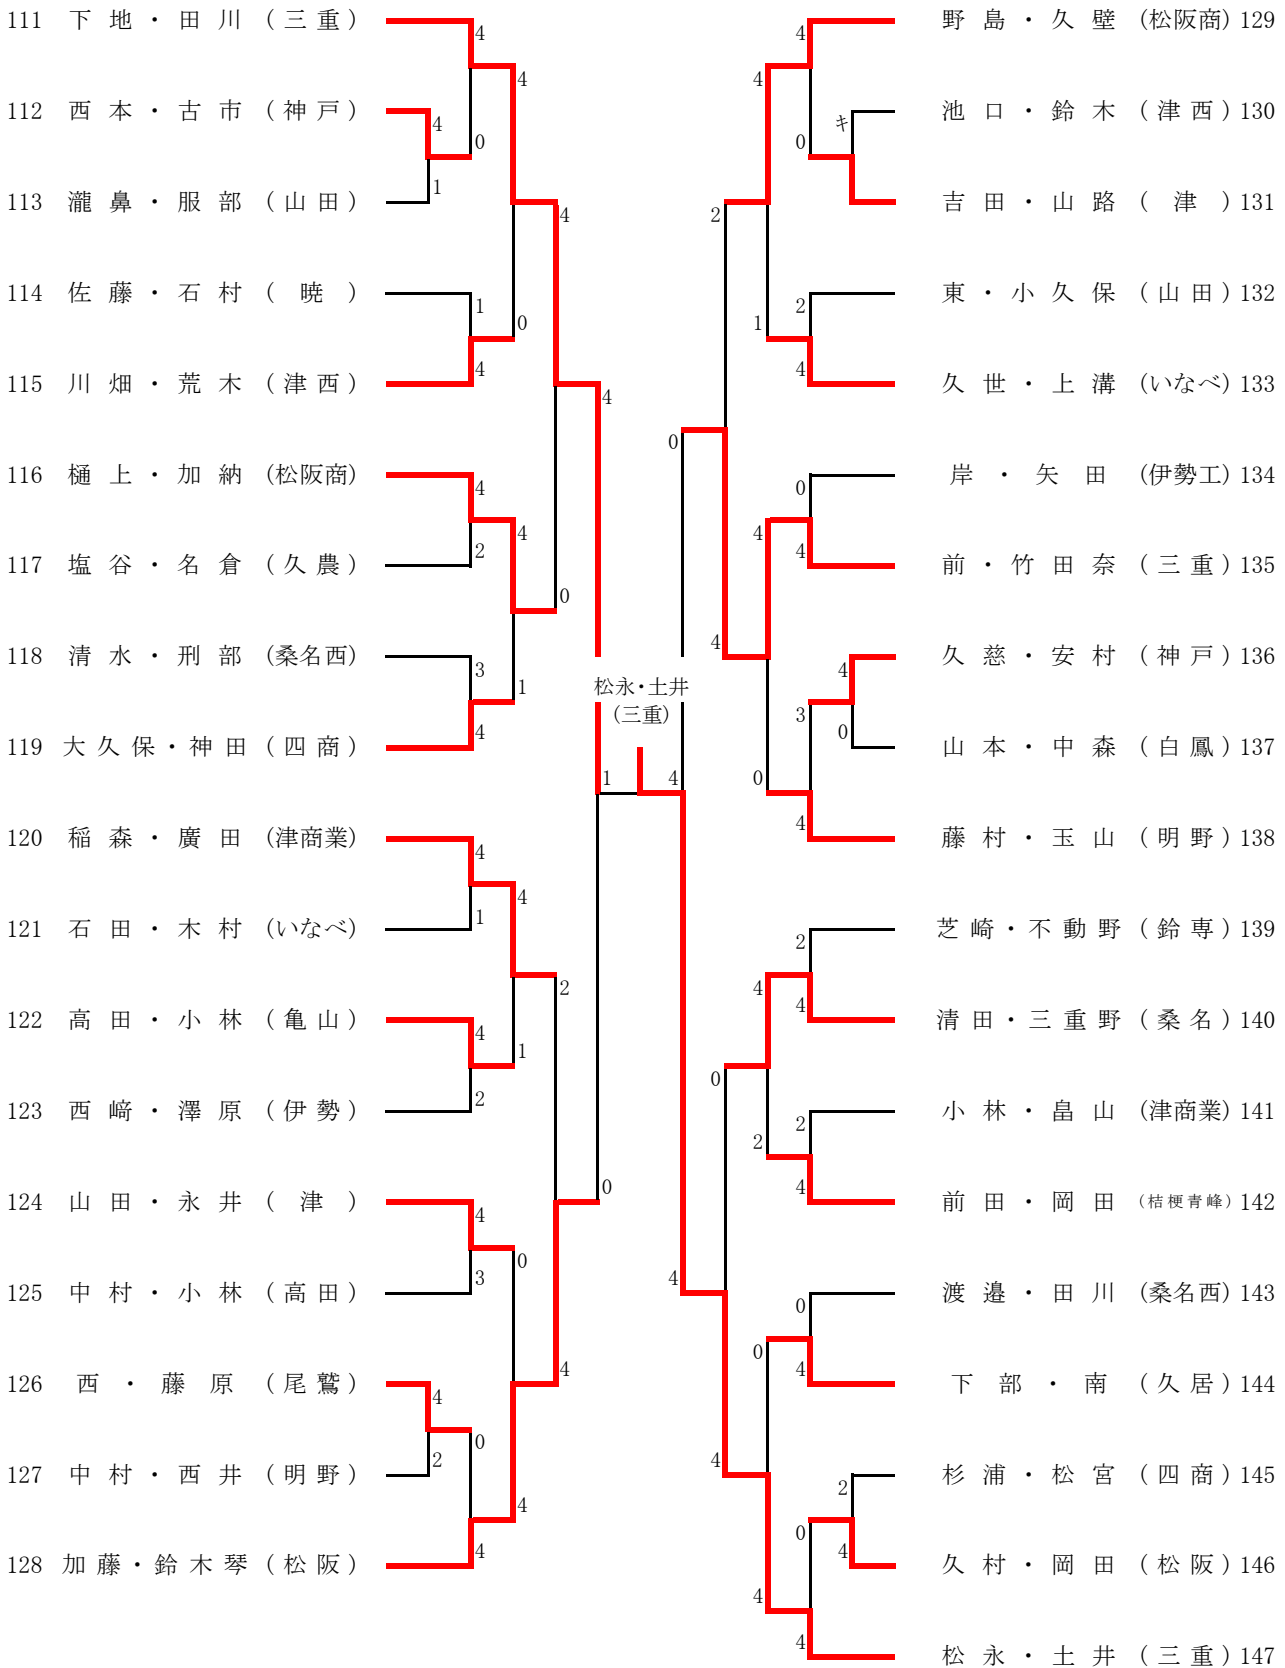 111 下地・田川 (三重)
4
4
112 西本・古市 (神戸)
4
0
1
113 瀧鼻・服部 (山田)
4
114 佐藤・石村 (暁)
1
0
4
115 川畑・荒木 (津西)
4
116 樋上・加納 (松阪商)
4
4
2
117 塩谷・名倉 (久農)
0
118 清水・刑部 (桑名西)
3
1
4
119 大久保・神田 (四商)
1
120 稲森・廣田 (津商業)
4
4
1
121 石田・木村 (いなべ)
2
122 高田・小林 (亀山)
4
1
2
123 西﨑・澤原 (伊勢)
0
124 山田・永井 (津)
4
0
3
125 中村・小林 (高田)
4
126 西・藤原 (尾鷲)
4
0
2
127 中村・西井 (明野)
4
4
128 加藤・鈴木琴 (松阪)
松永・土井
(三重)
野島・久壁 (松阪商) 129
4
4
池口・鈴木 (津西) 130
キ
0
吉田・山路 (津) 131
2
東・小久保 (山田) 132
2
1
4
久世・上溝 (いなべ) 133
0
岸・矢田 (伊勢工) 134
0
4
4
前・竹田奈 (三重) 135
4
久慈・安村 (神戸) 136
4
3
0
山本・中森 (白鳳) 137
0
4
4
藤村・玉山 (明野) 138
芝崎・不動野 (鈴専) 139
2
4
4
清田・三重野 (桑名) 140
0
小林・畠山 (津商業) 141
2
2
4
前田・岡田 (桔梗青峰) 142
4
渡邉・田川 (桑名西) 143
0
0
4
下部・南 (久居) 144
4
杉浦・松宮 (四商) 145
2
0
4
久村・岡田 (松阪) 146
4
4
松永・土井 (三重) 147